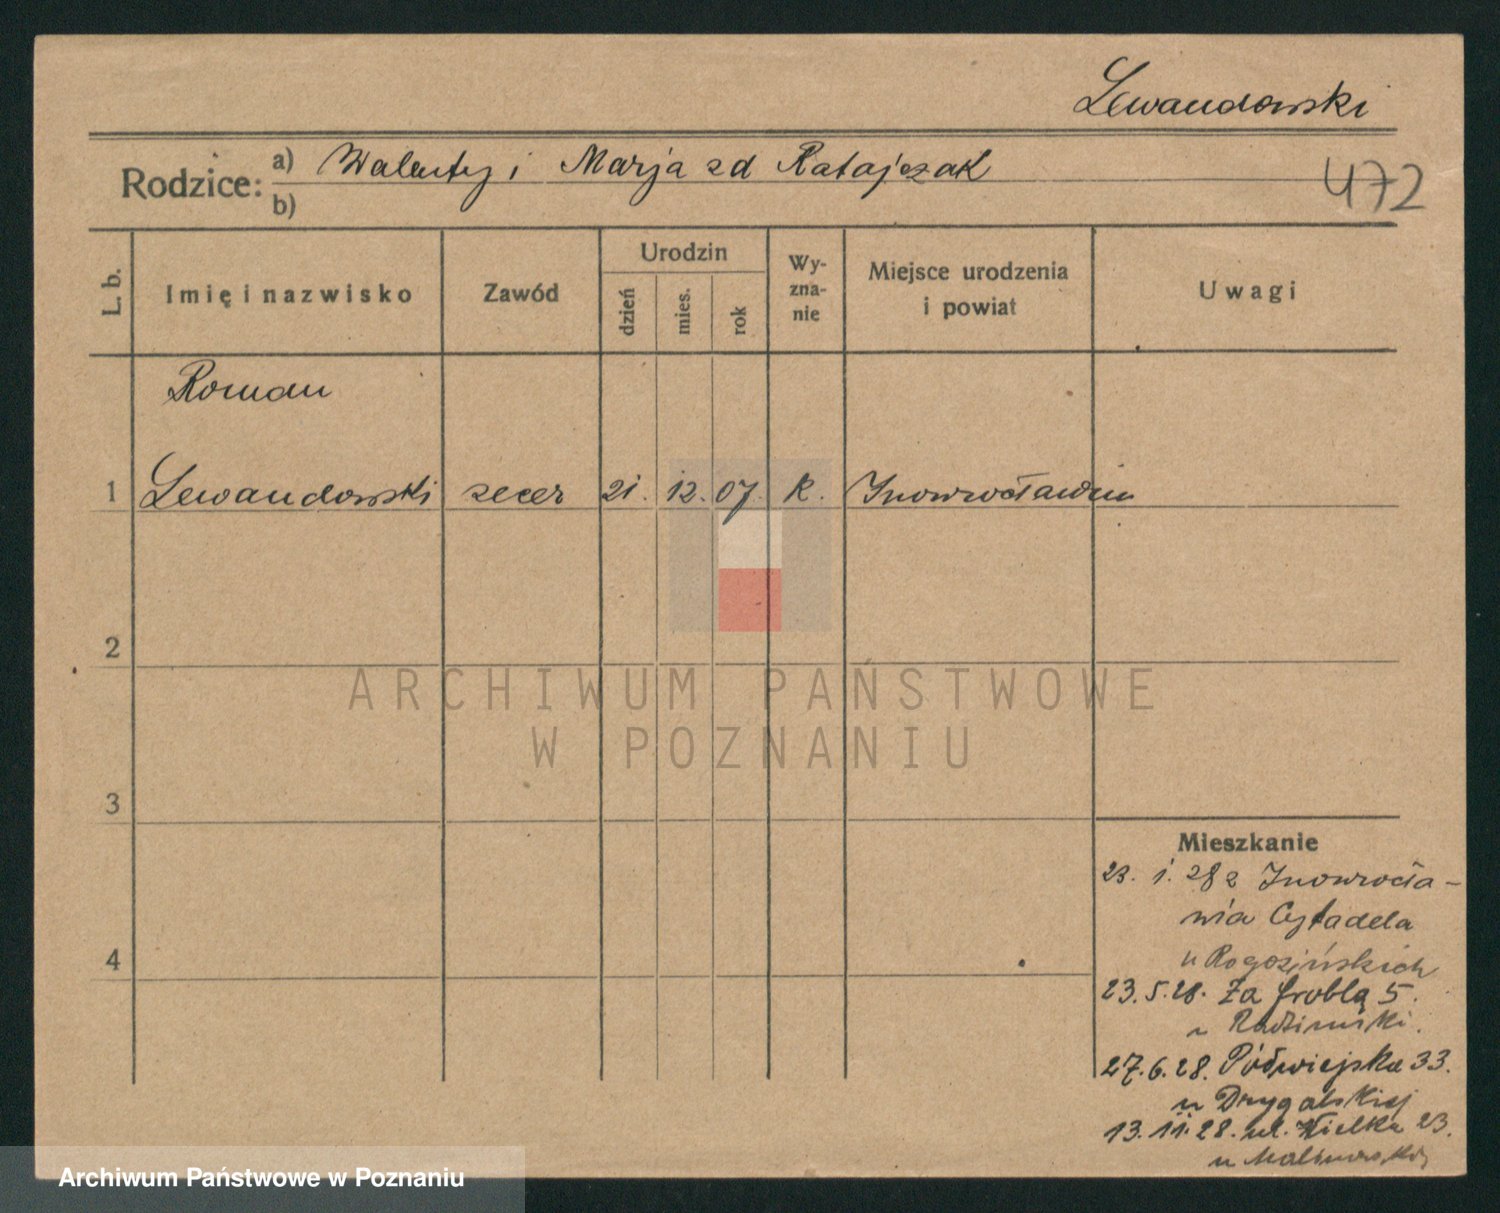 Lewandowski
Rodzice: a) Walenty i Marja zd Ratajczak
472
b)
L. b.
Imię i nazwisko
Zawód
Urodzin
dzień
mies.
rok
Wy-
zna-
nie
Miejsce urodzenia
i powiat
Uwagi
Roman
1 Lewandowski zecer 21. 12. 07. k. Inowrocławiu
2
3
4
ARCHIWUM PAŃSTWOWE
W POZNANIU
Mieszkanie
23. 1. 28 z Inowrocła-
wia Cytadela
u Rogozińskich
23. 5. 28. Za Groblą 5.
u Radzimski.
27. 6. 28. Półwiejska 33.
u Drygalskiej
13. 11. 28. ul. Wielka 23.
u
Archiwum Państwowe w Poznaniu